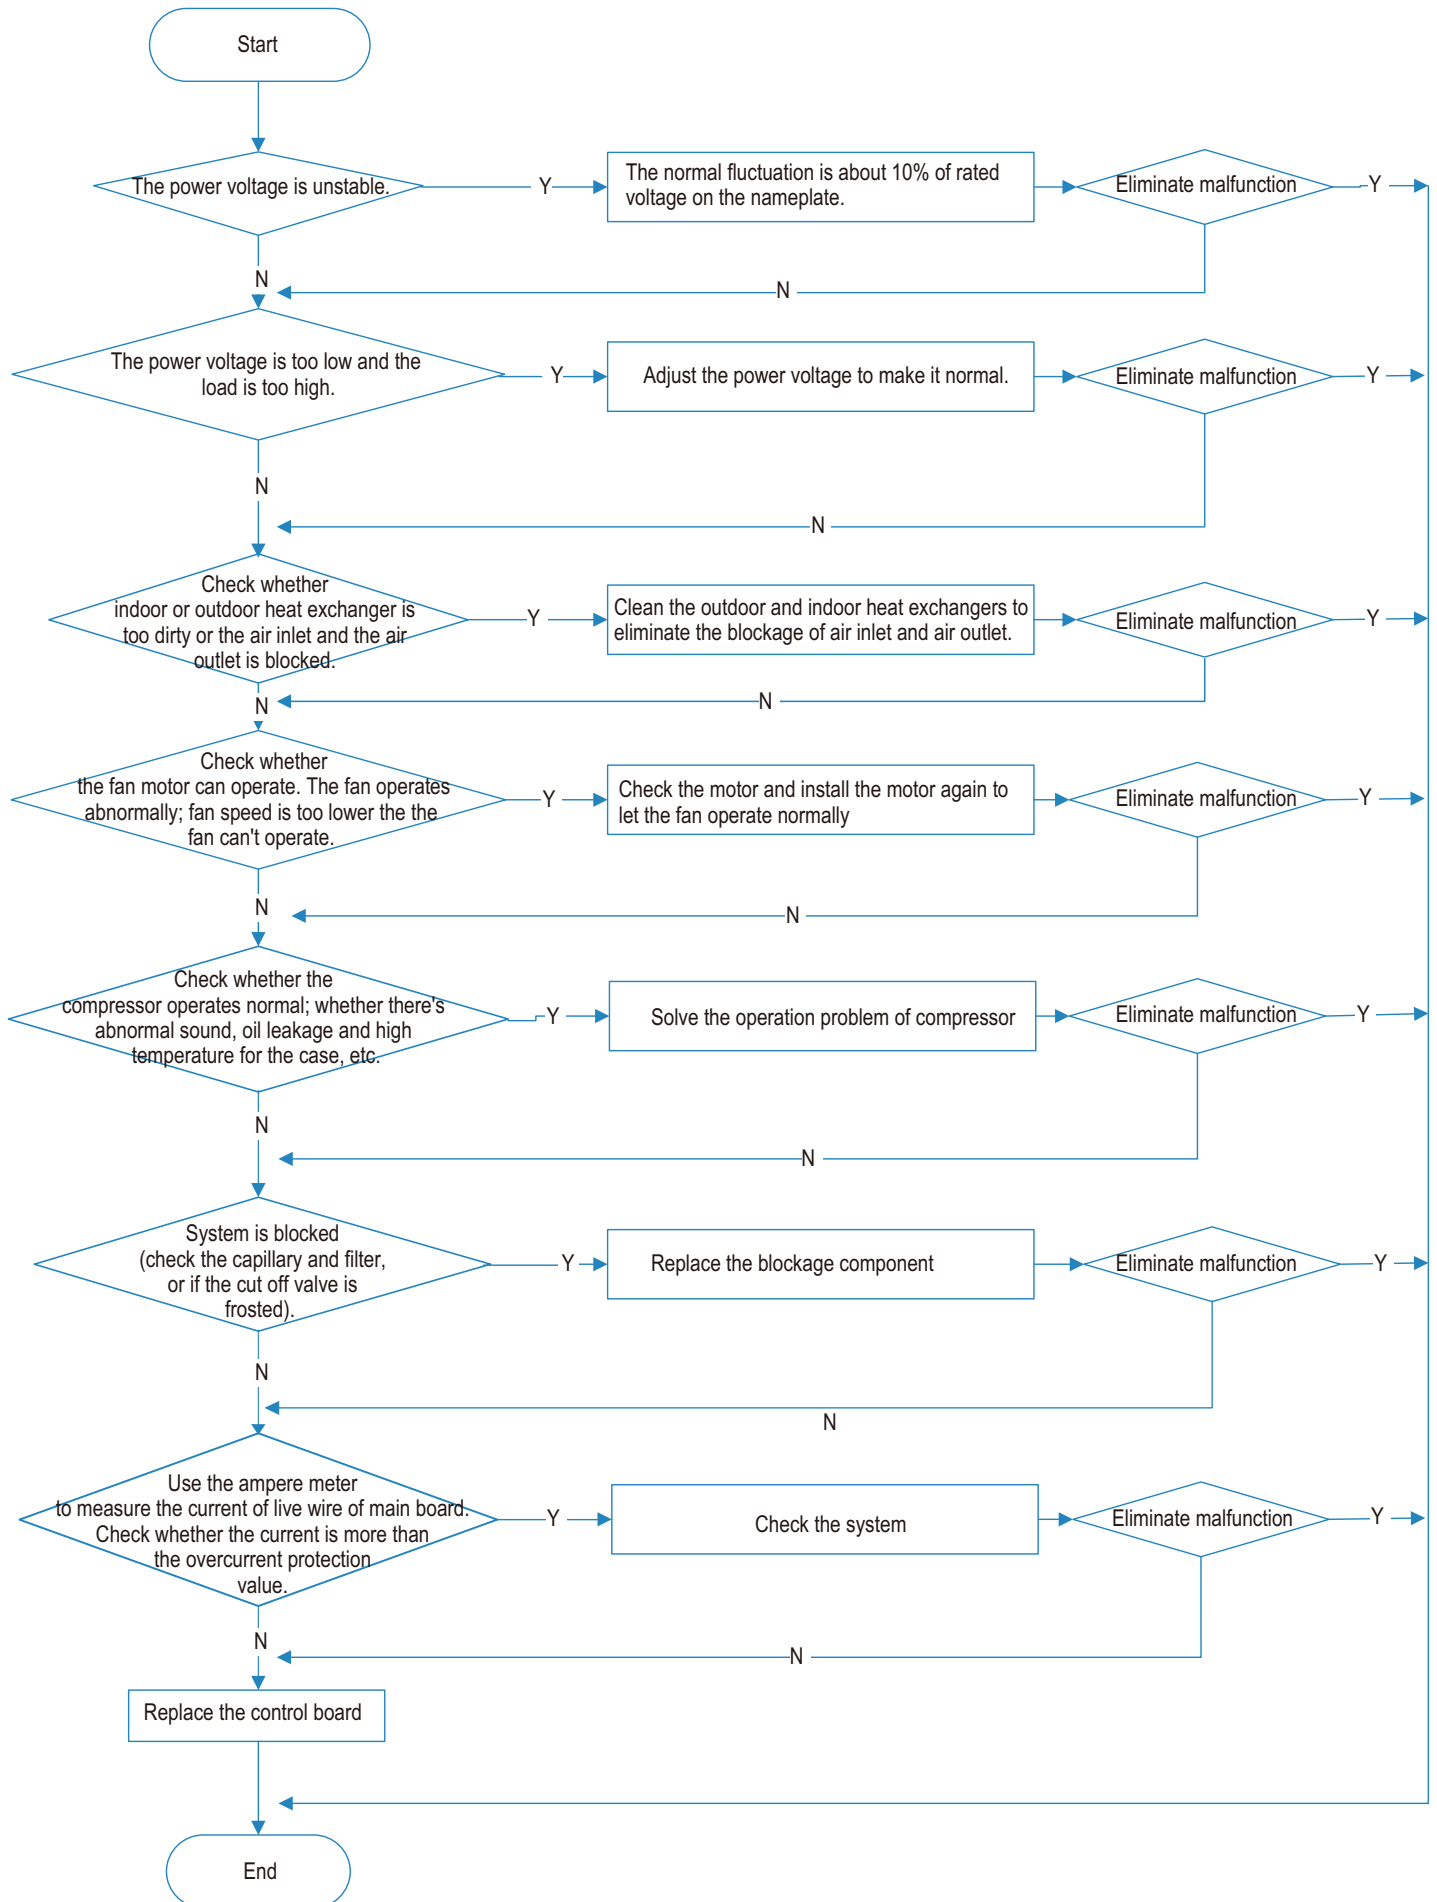 Start
The power voltage is unstable.
Y
The normal fluctuation is about 10% of rated
voltage on the nameplate.
Eliminate malfunction
Y
N
N
The power voltage is too low and the
load is too high.
Y
Adjust the power voltage to make it normal.
Eliminate malfunction
Y
N
N
Check whether
indoor or outdoor heat exchanger is
too dirty or the air inlet and the air
outlet is blocked.
Y
Clean the outdoor and indoor heat exchangers to
eliminate the blockage of air inlet and air outlet.
Eliminate malfunction
Y
N
N
Check whether
the fan motor can operate. The fan operates
abnormally; fan speed is too lower the the
fan can't operate.
Y
Check the motor and install the motor again to
let the fan operate normally
Eliminate malfunction
Y
N
N
Check whether the
compressor operates normal; whether there's
abnormal sound, oil leakage and high
temperature for the case, etc.
Y
Solve the operation problem of compressor
Eliminate malfunction
Y
N
N
System is blocked
(check the capillary and filter,
or if the cut off valve is
frosted).
Y
Replace the blockage component
Eliminate malfunction
Y
N
N
Use the ampere meter
to measure the current of live wire of main board.
Check whether the current is more than
the overcurrent protection
value.
Y
Check the system
Eliminate malfunction
Y
N
N
Replace the control board
End